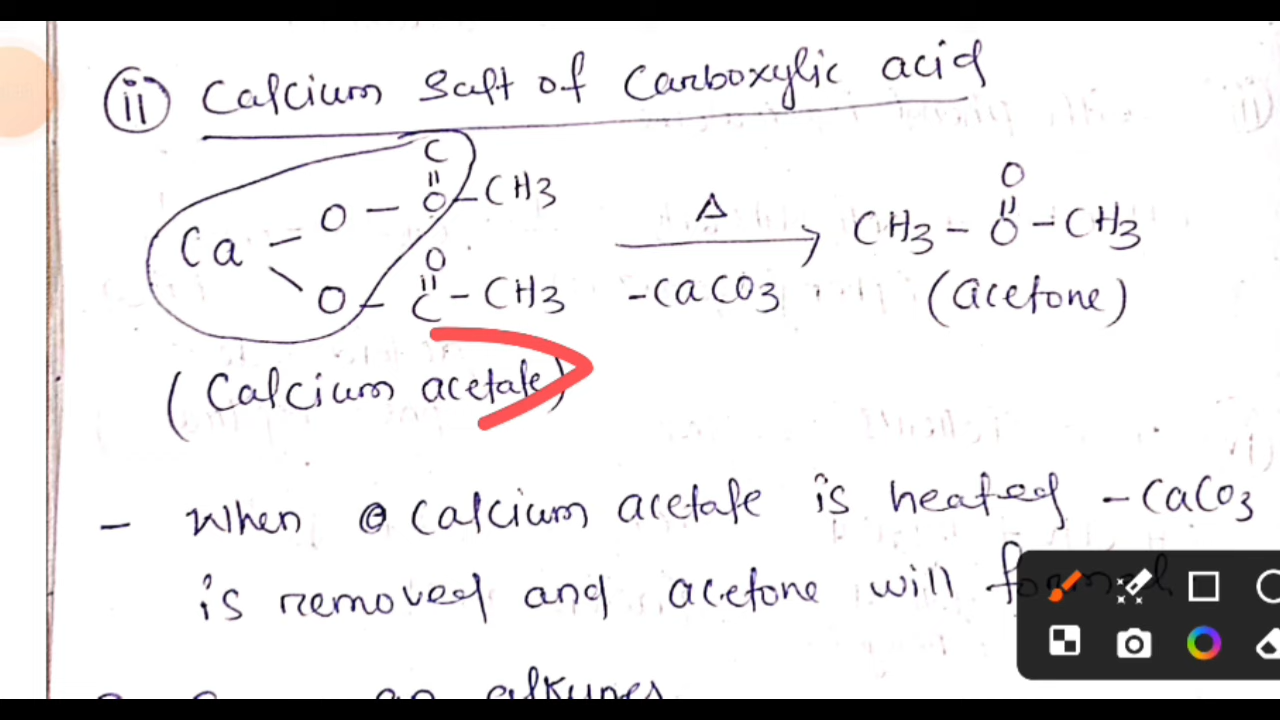 (ii) Calcium Salt of Carboxylic acid
C
O
Ca – O – O – CH3 Δ CH3 – O – CH3
O
O – C – CH3 -CaCO3 (acetone)
(Calcium acetate)
– When calcium acetate is heated -CaCO3
is removed and acetone will formed